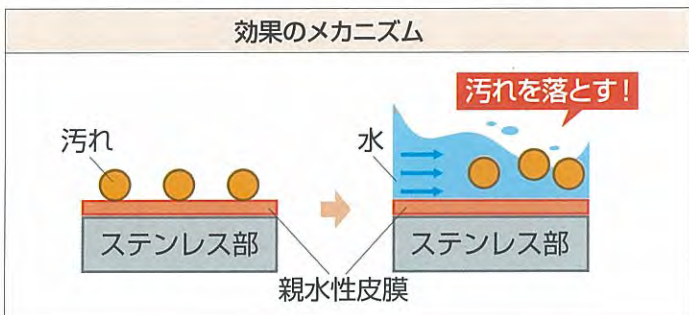 効果のメカニズム
汚れを落とす!
汚れ
水
ステンレス部
ステンレス部
親水性皮膜